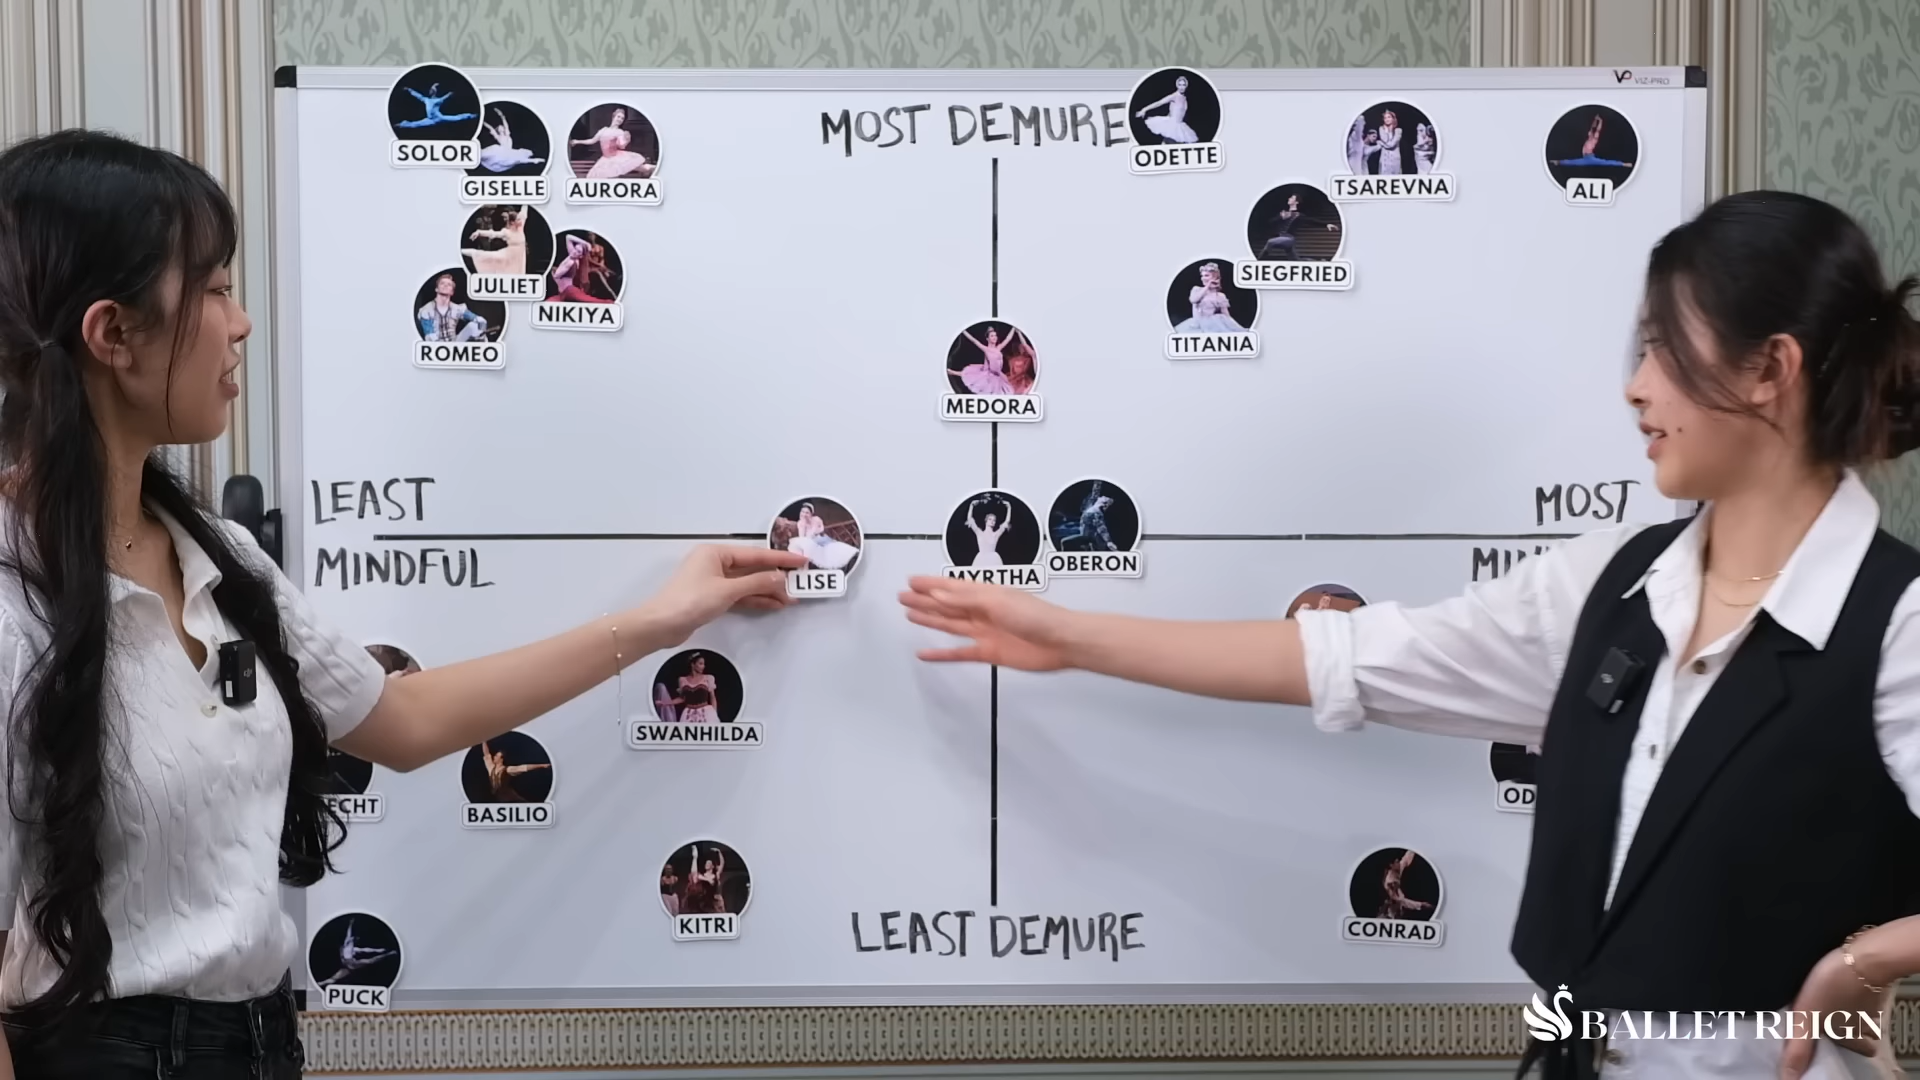 VIZ-PRO
MOST DEMURE
SOLOR
GISELLE
AURORA
ODETTE
TSAREVNA
ALI
JULIET
NIKIYA
ROMEO
SIEGFRIED
TITANIA
MEDORA
LEAST
MINDFUL
MOST
LISE
MYRTHA
OBERON
SWANHILDA
BASILIO
KITRI
CONRAD
LEAST DEMURE
PUCK
BALLET REIGN